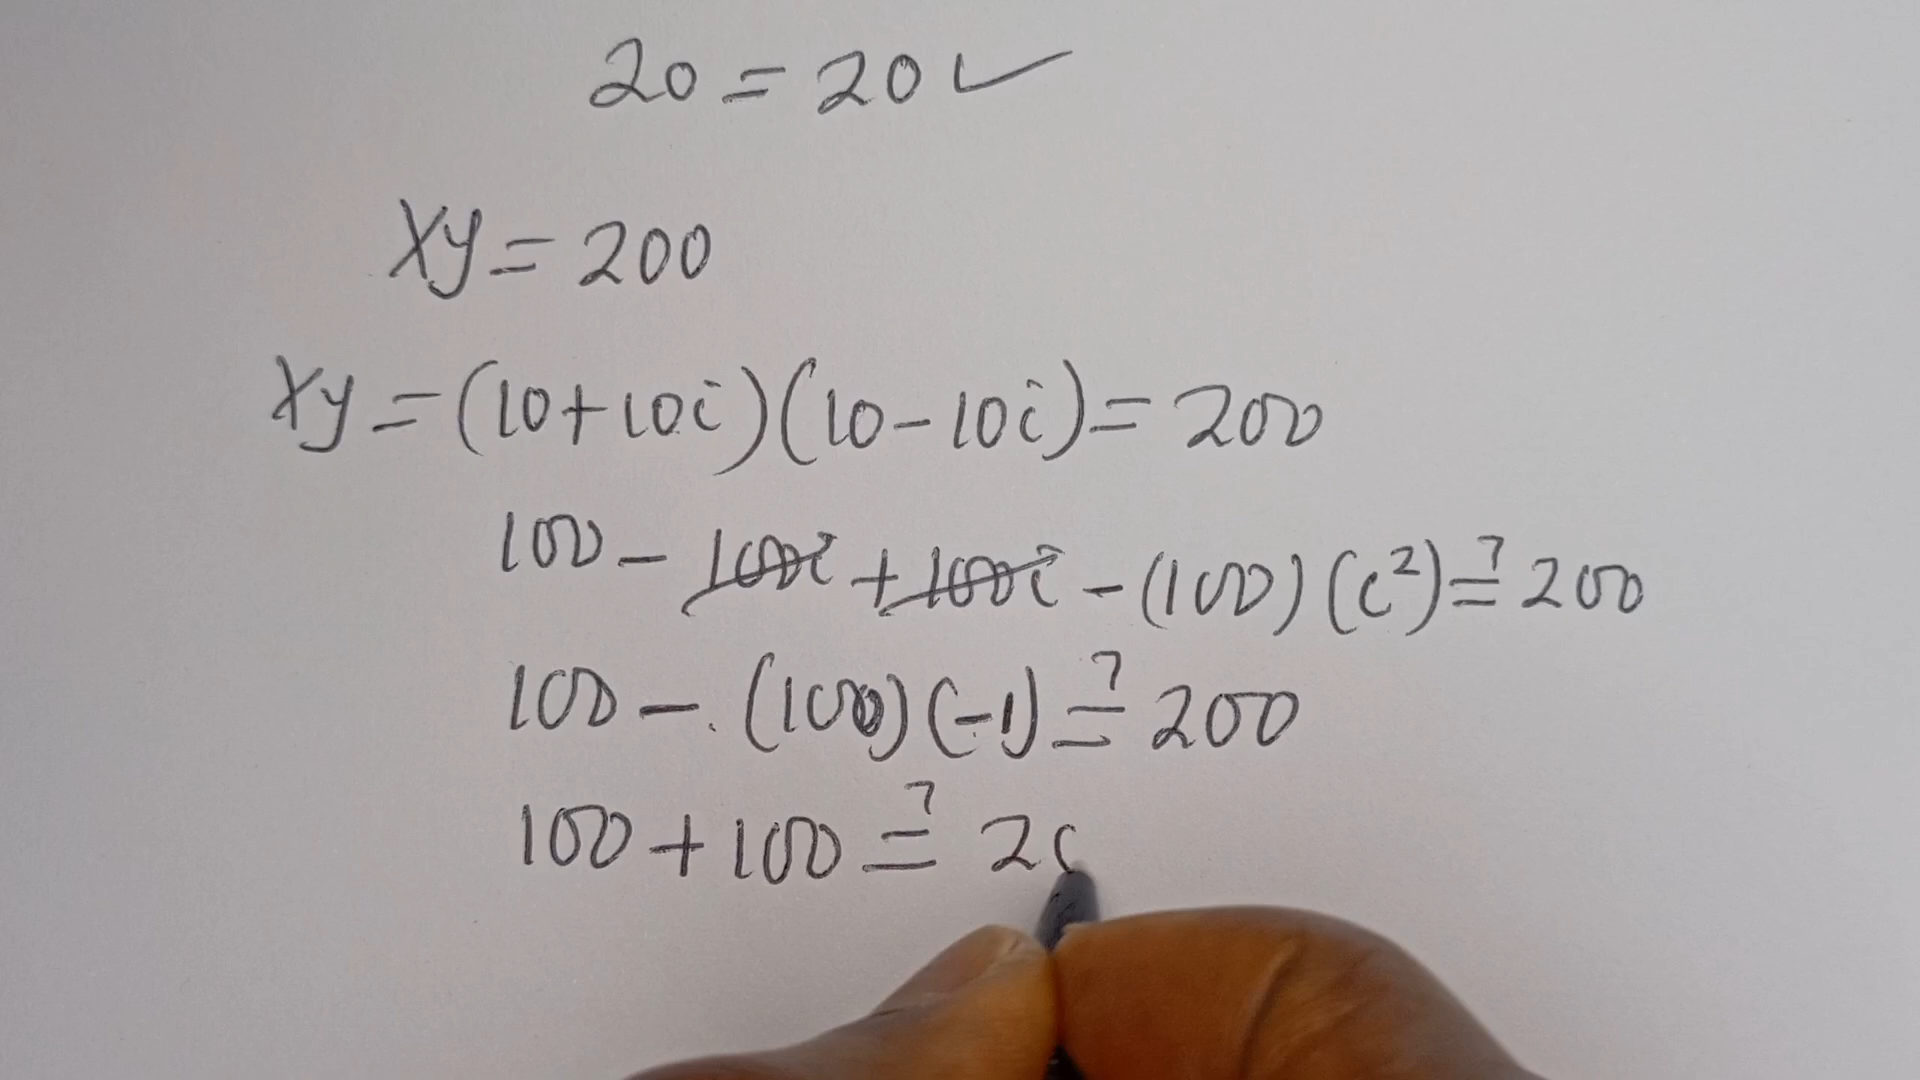 20 = 20 ✓
xy = 200
xy = (10+10i)(10-10i) = 200
100 - 100i + 100i - (100)(i²) ≟ 200
100 - (100)(-1) ≟ 200
100 + 100 ≟ 20